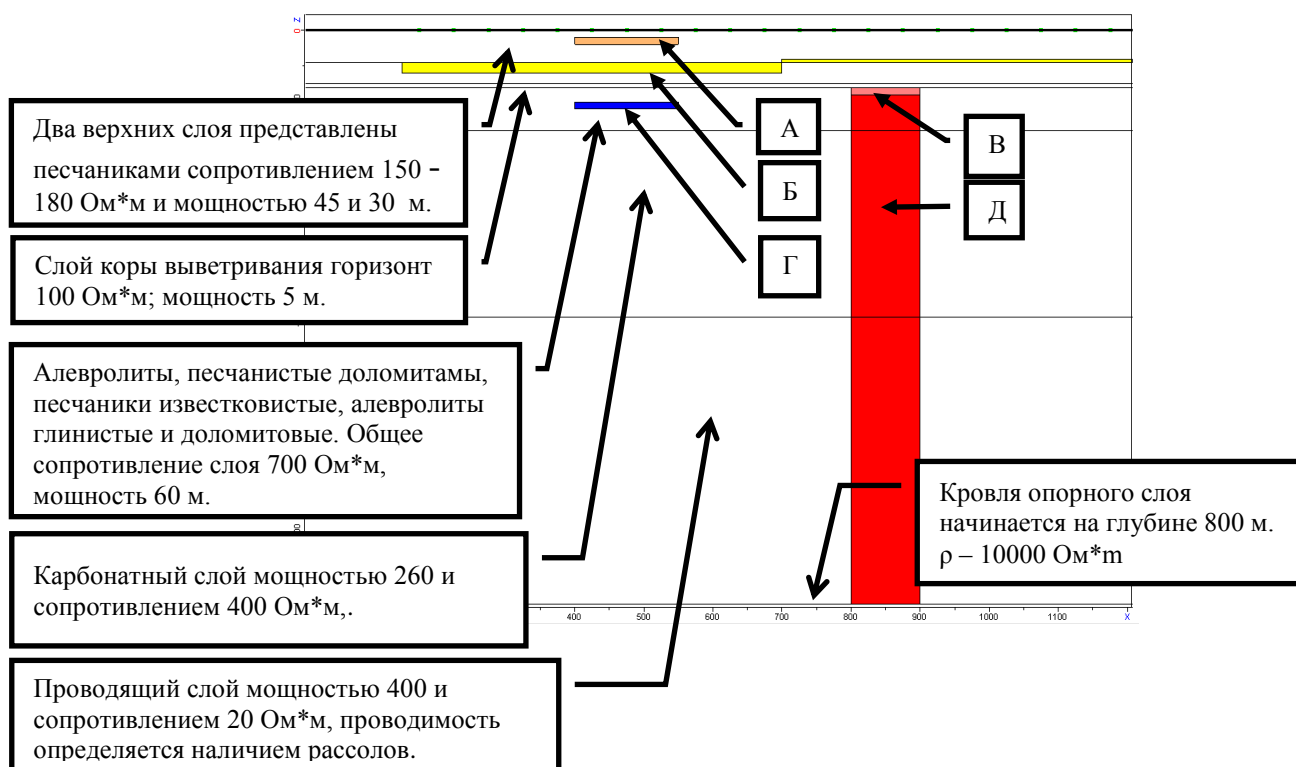 Z
0
Два верхних слоя представлены
песчаниками сопротивлением 150 -
180 Ом*м и мощностью 45 и 30 м.
А
В
Б
Д
Г
Слой коры выветривания горизонт
100 Ом*м; мощность 5 м.
Алевролиты, песчанистые доломитамы,
песчаники известковистые, алевролиты
глинистые и доломитовые. Общее
сопротивление слоя 700 Ом*м,
мощность 60 м.
Кровля опорного слоя
начинается на глубине 800 м.
ρ – 10000 Ом*m
Карбонатный слой мощностью 260 и
сопротивлением 400 Ом*м,.
400 500 600 700 800 900 1000 1100 X
Проводящий слой мощностью 400 и
сопротивлением 20 Ом*м, проводимость
определяется наличием рассолов.